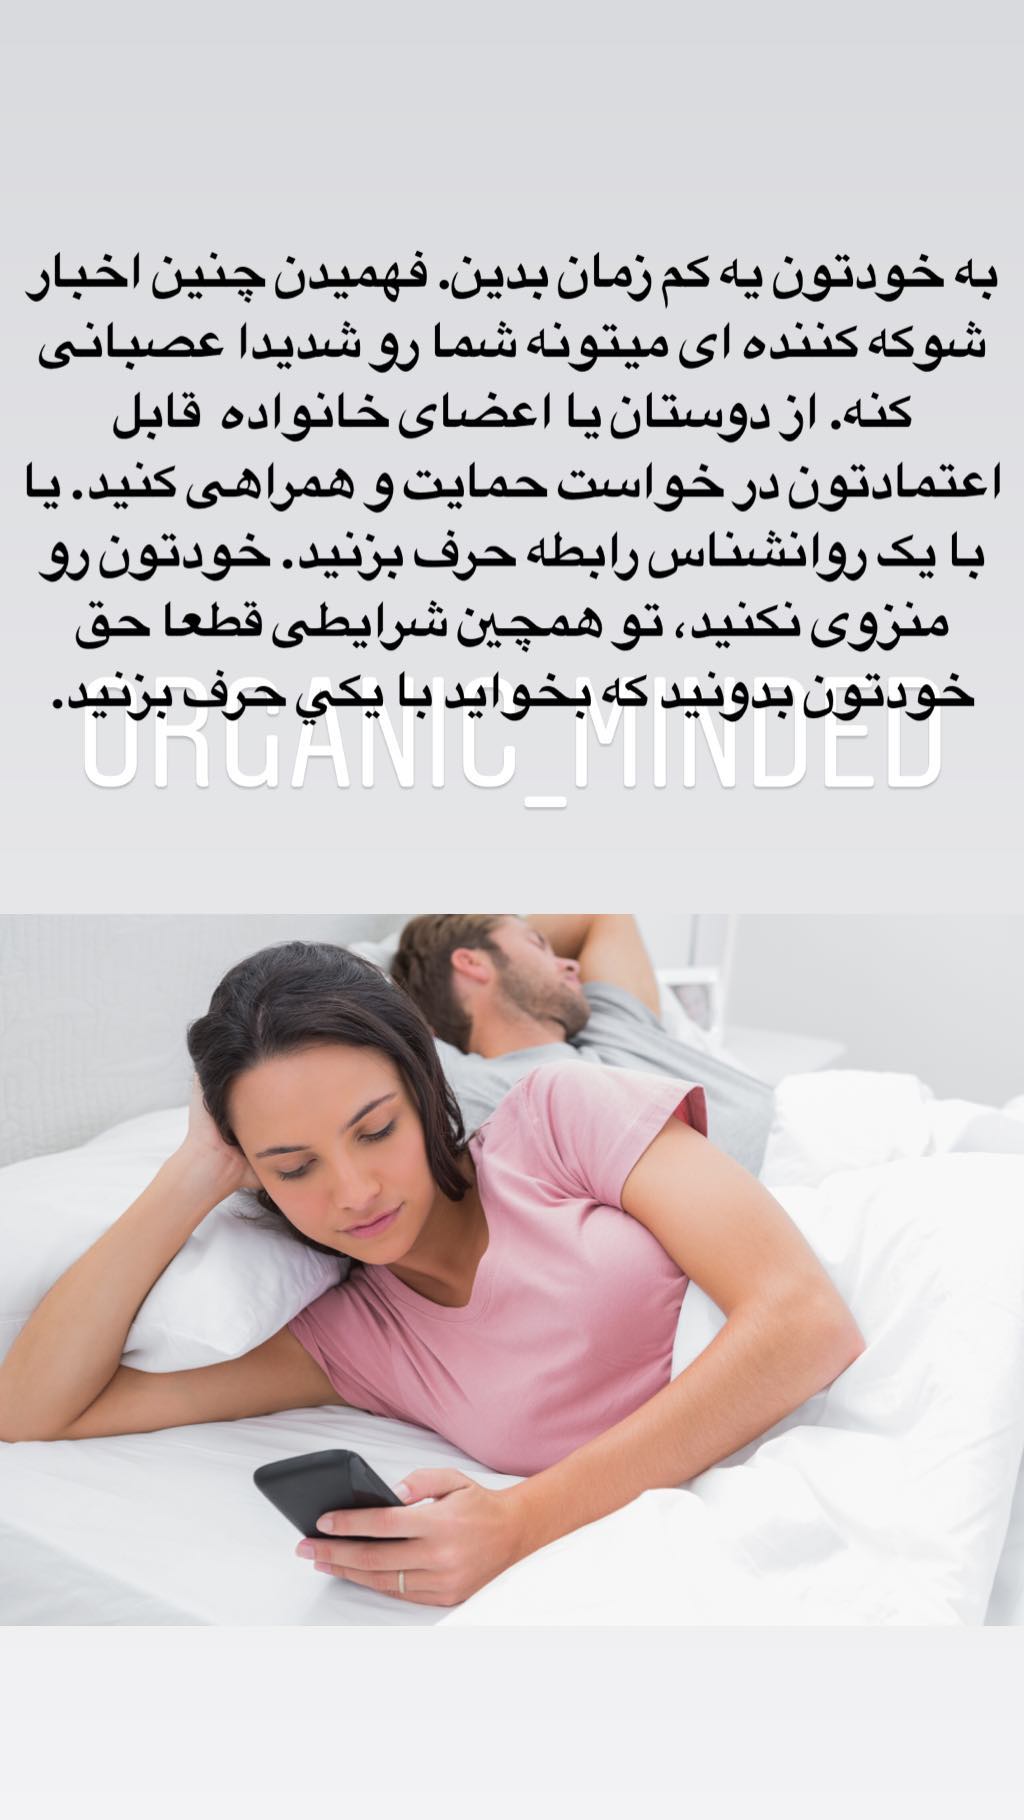 به خودتون یه کم زمان بدین. فهمیدن چنین اخبار
شوکه کننده ای میتونه شما رو شدیدا عصبانی
کنه. از دوستان یا اعضای خانواده  قابل
اعتمادتون در خواست حمایت و همراهی کنید. یا
با یک روانشناس رابطه حرف بزنید. خودتون رو
منزوی نکنید، تو همچین شرایطی قطعا حق
خودتون بدونید که بخواید با یکي حرف بزنید.
ORGANIC_MINDED